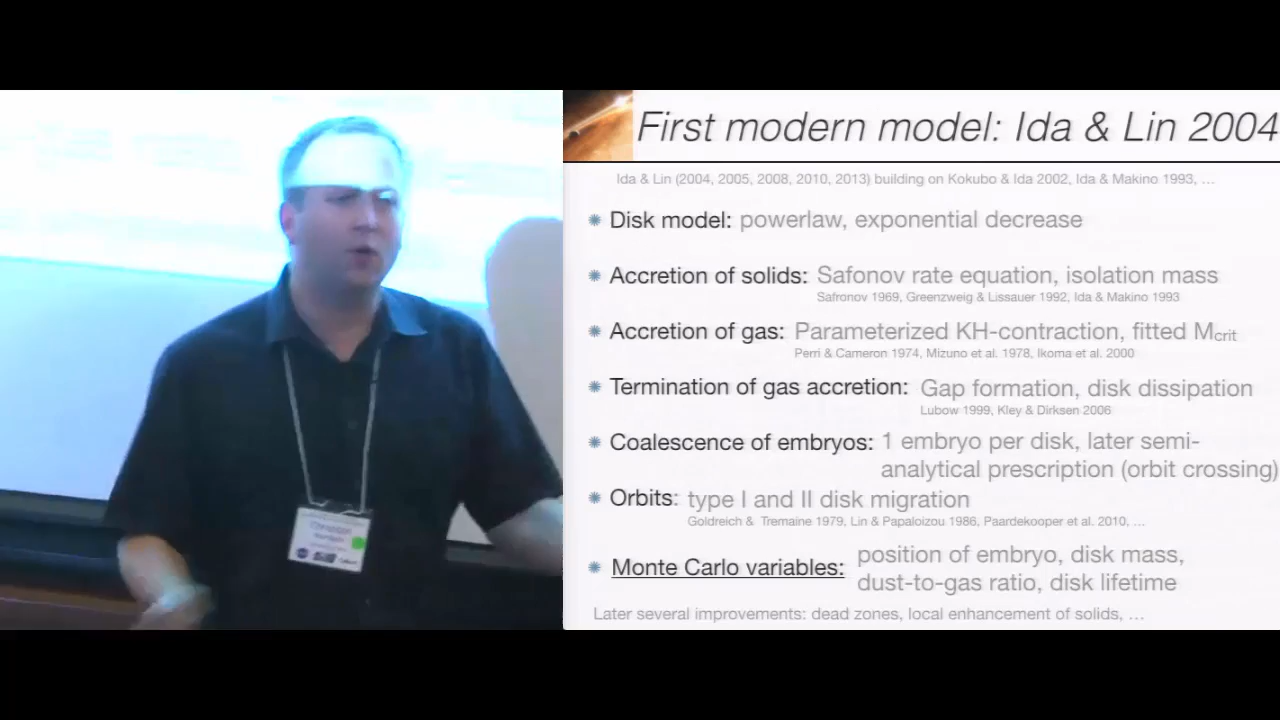 First modern model: Ida & Lin 2004
Ida & Lin (2004, 2005, 2008, 2010, 2013) building on Kokubo & Ida 2002, Ida & Makino 1993, …
Disk model: powerlaw, exponential decrease
Accretion of solids: Safonov rate equation, isolation mass
Safronov 1969, Greenzweig & Lissauer 1992, Ida & Makino 1993
Accretion of gas: Parameterized KH-contraction, fitted Mcrit
Perri & Cameron 1974, Mizuno et al. 1978, Ikoma et al. 2000
Termination of gas accretion: Gap formation, disk dissipation
Lubow 1999, Kley & Dirksen 2006
Coalescence of embryos: 1 embryo per disk, later semi-
analytical prescription (orbit crossing)
Orbits: type I and II disk migration
Goldreich & Tremaine 1979, Lin & Papaloizou 1986, Paardekooper et al. 2010, …
Monte Carlo variables: position of embryo, disk mass,
dust-to-gas ratio, disk lifetime
Later several improvements: dead zones, local enhancement of solids, …